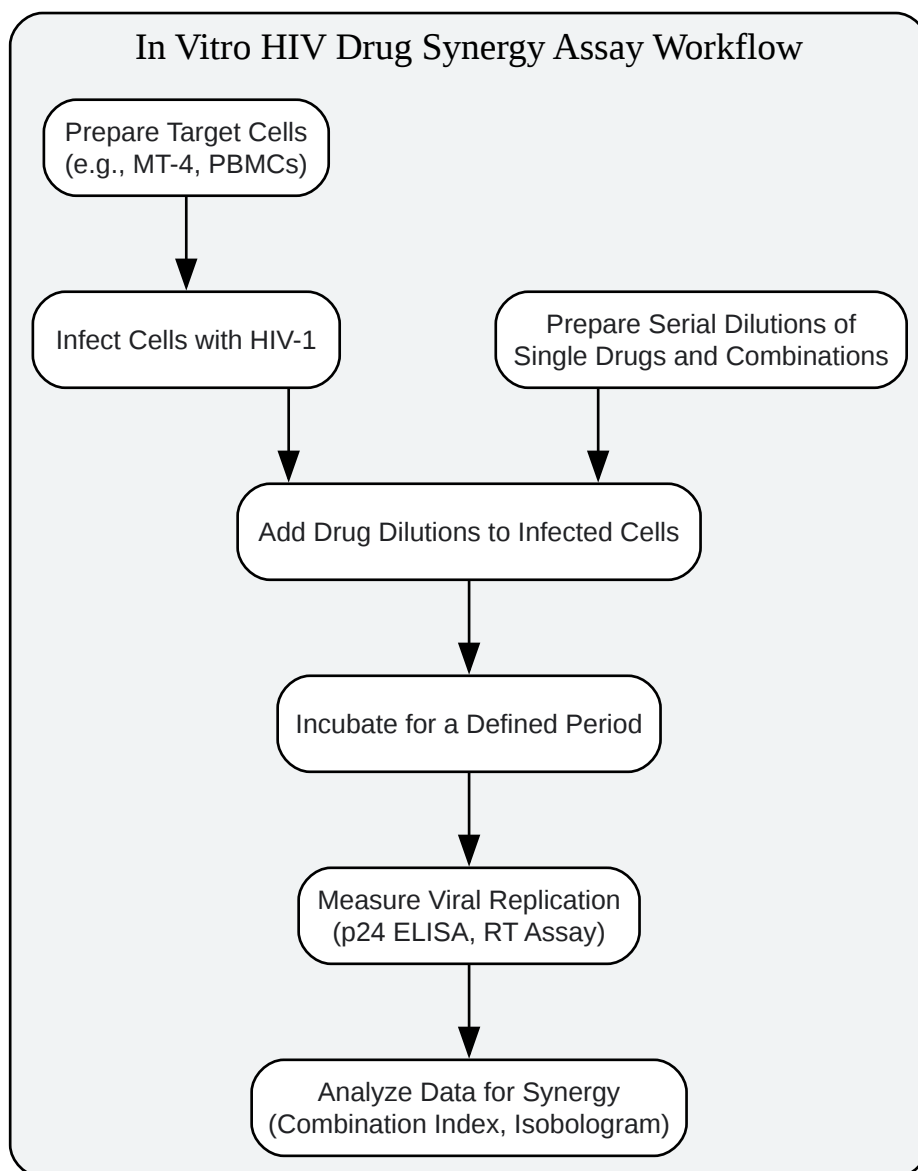 In Vitro HIV Drug Synergy Assay Workflow
Prepare Target Cells
(e.g., MT-4, PBMCs)
Infect Cells with HIV-1
Prepare Serial Dilutions of
Single Drugs and Combinations
Add Drug Dilutions to Infected Cells
Incubate for a Defined Period
Measure Viral Replication
(p24 ELISA, RT Assay)
Analyze Data for Synergy
(Combination Index, Isobologram)